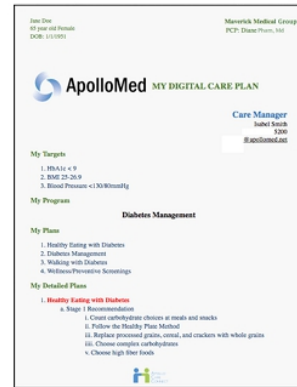 Jane Doe
65 year old Female
DOB: 1/1/1951
Maverick Medical Group
PCP: Diane Pham, Md
ApolloMed MY DIGITAL CARE PLAN
Care Manager
Isabel Smith
5200
@apollomed.net
My Targets
1. HbA1c < 9
2. BMI 25-26.9
3. Blood Pressure <130/80mmHg
My Program
Diabetes Management
My Plans
1. Healthy Eating with Diabetes
2. Diabetes Management
3. Walking with Diabetes
4. Wellness/Preventive Screenings
My Detailed Plans
1. Healthy Eating with Diabetes
a. Stage 1 Recommendation
i. Count carbohydrate choices at meals and snacks
ii. Follow the Healthy Plate Method
iii. Replace processed grains, cereal, and crackers with whole grains
iiii. Choose complex carbohydrates
v. Choose high fiber foods